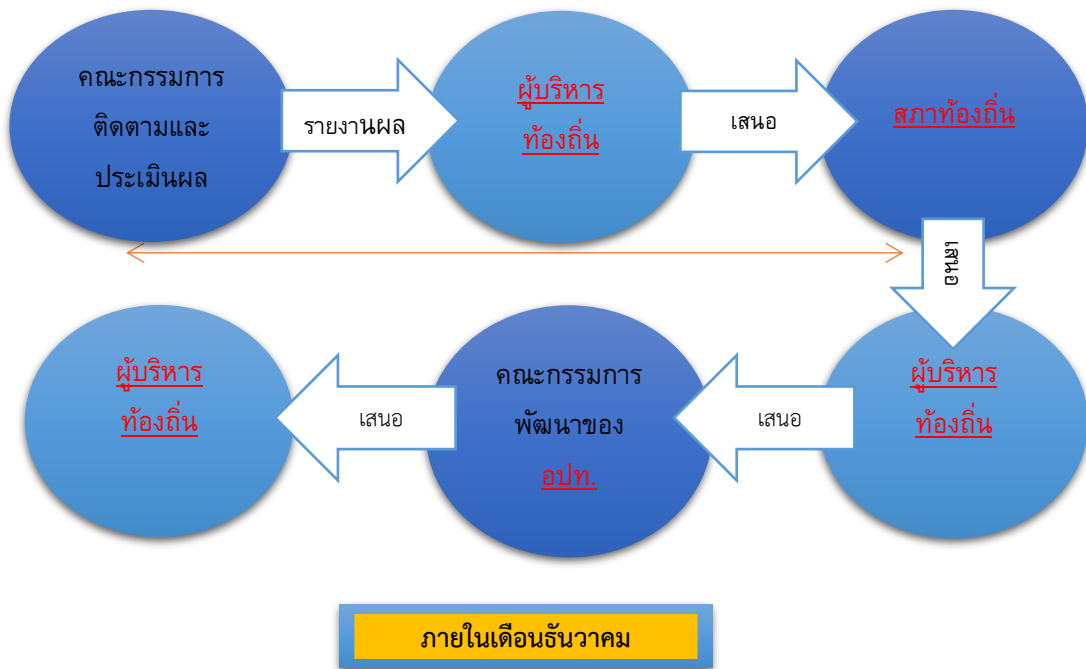 คณะกรรมการ
ติดตามและ
ประเมินผล
รายงานผล
ผู้บริหาร
ท้องถิ่น
เสนอ
สภาท้องถิ่น
เสนอ
ผู้บริหาร
ท้องถิ่น
เสนอ
คณะกรรมการ
พัฒนาของ
อปท.
เสนอ
ผู้บริหาร
ท้องถิ่น
ภายในเดือนธันวาคม